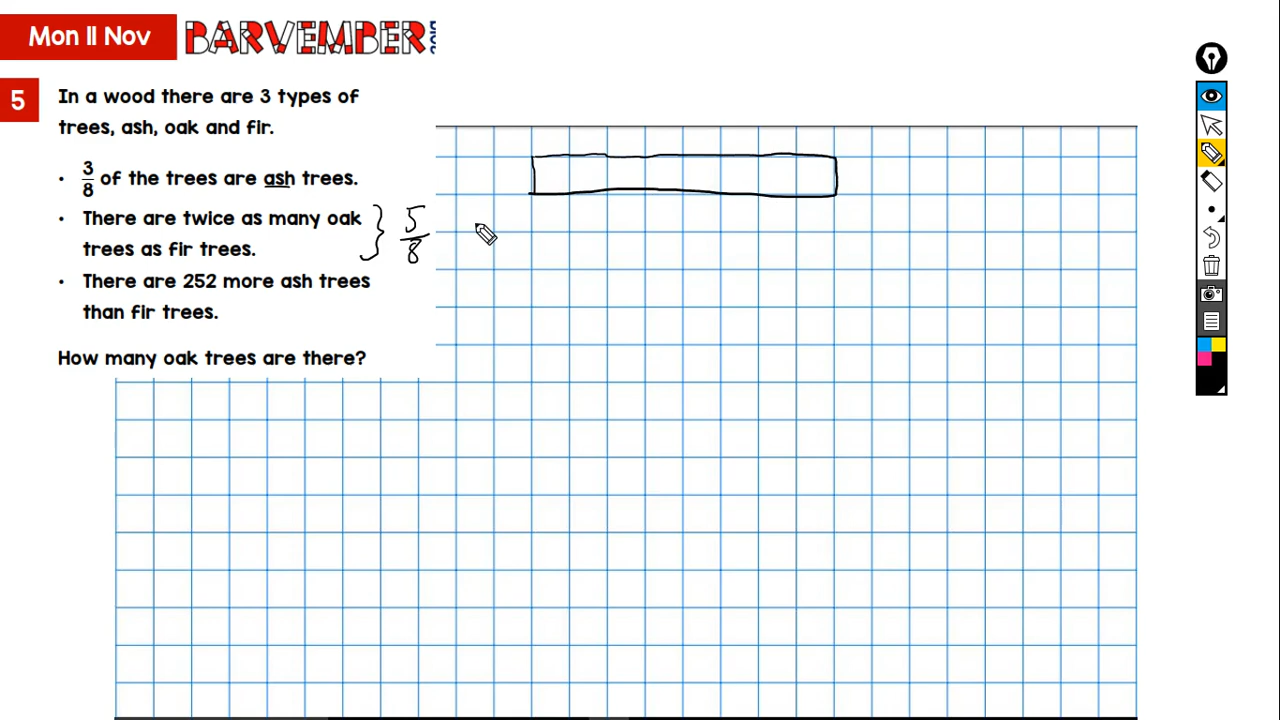 Mon 11 Nov
BARVEMBER
5
In a wood there are 3 types of
trees, ash, oak and fir.
• 3/8 of the trees are ash trees.
• There are twice as many oak
trees as fir trees.
} 5/8
• There are 252 more ash trees
than fir trees.
How many oak trees are there?